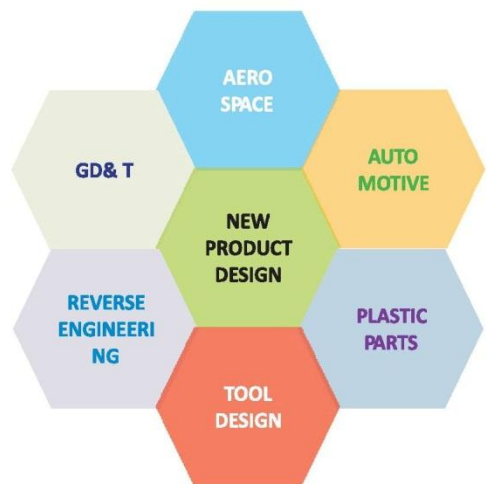 AERO
SPACE
GD& T
AUTO
MOTIVE
NEW
PRODUCT
DESIGN
REVERSE
ENGINEERI
NG
PLASTIC
PARTS
TOOL
DESIGN